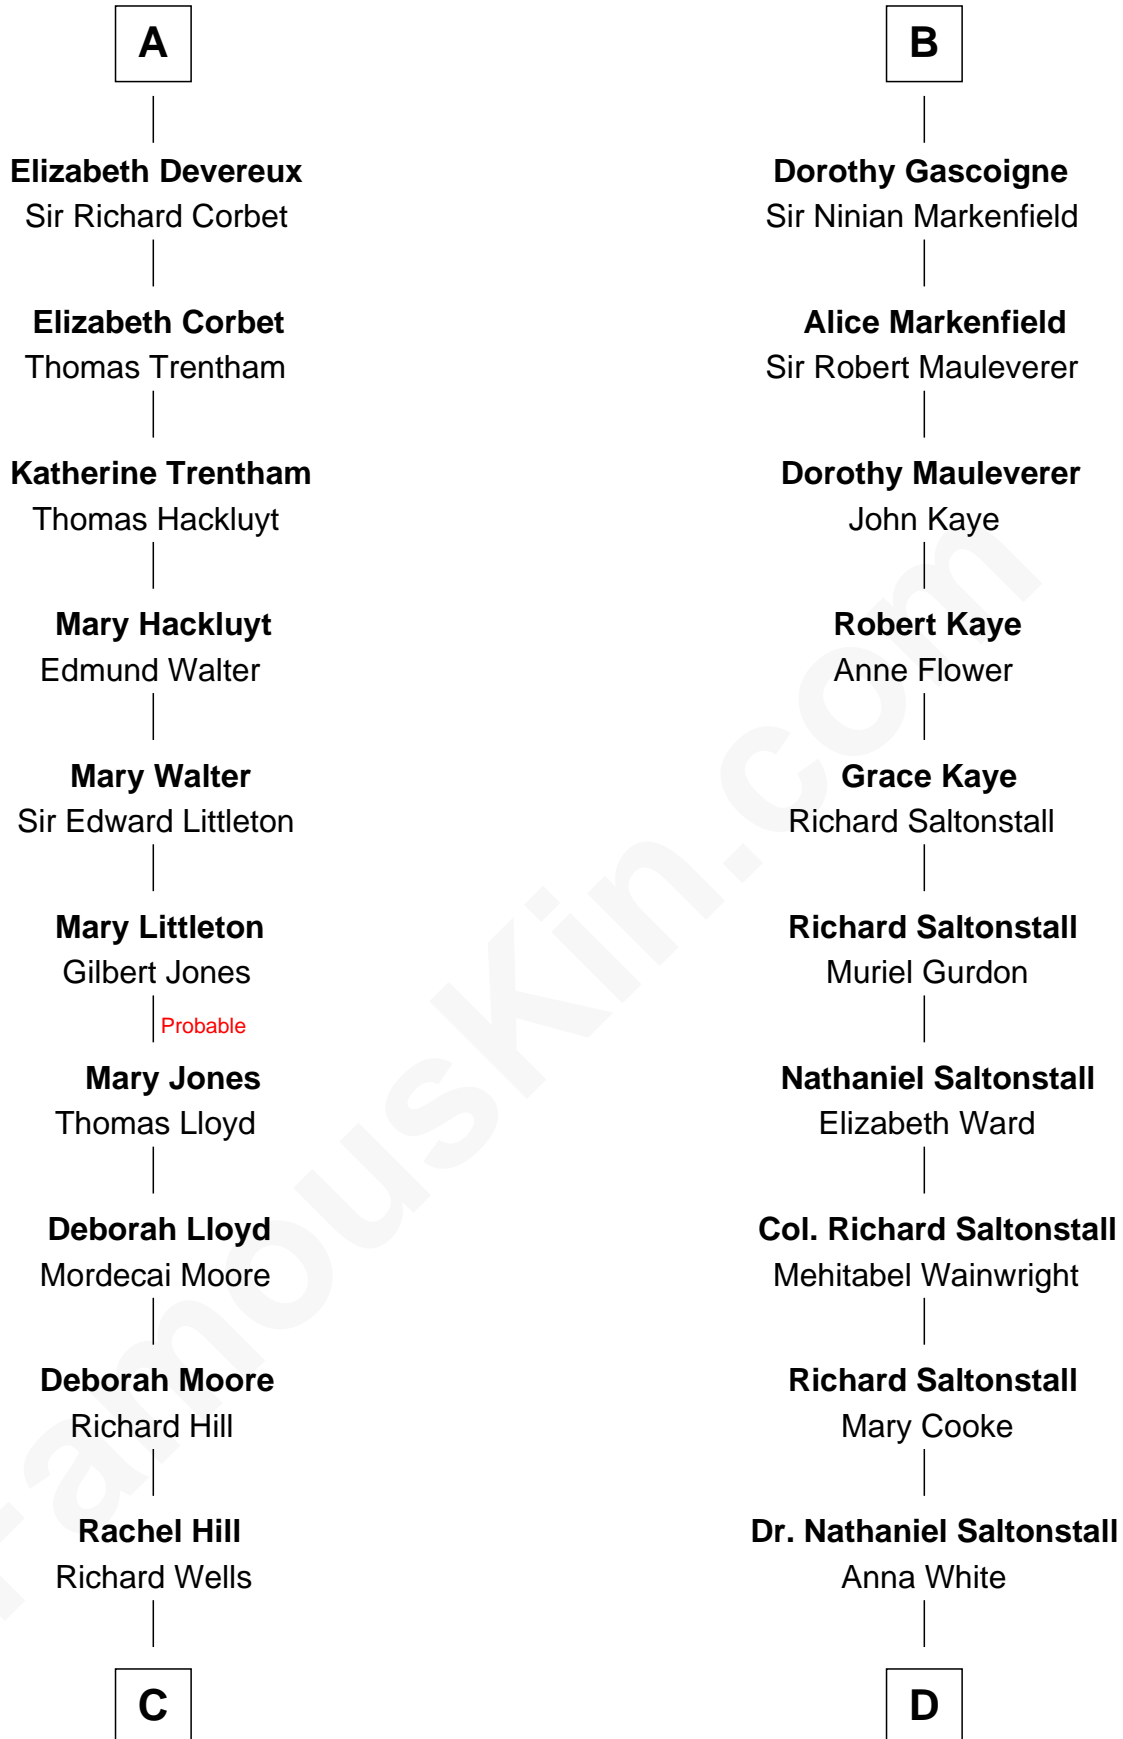 A
Elizabeth Devereux
Sir Richard Corbet
Elizabeth Corbet
Thomas Trentham
Katherine Trentham
Thomas Hackluyt
Mary Hackluyt
Edmund Walter
Mary Walter
Sir Edward Littleton
Mary Littleton
Gilbert Jones
Probable
Mary Jones
Thomas Lloyd
Deborah Lloyd
Mordecai Moore
Deborah Moore
Richard Hill
Rachel Hill
Richard Wells
C
B
Dorothy Gascoigne
Sir Ninian Markenfield
Alice Markenfield
Sir Robert Mauleverer
Dorothy Mauleverer
John Kaye
Robert Kaye
Anne Flower
Grace Kaye
Richard Saltonstall
Richard Saltonstall
Muriel Gurdon
Nathaniel Saltonstall
Elizabeth Ward
Col. Richard Saltonstall
Mehitabel Wainwright
Richard Saltonstall
Mary Cooke
Dr. Nathaniel Saltonstall
Anna White
D
FamousKin.com